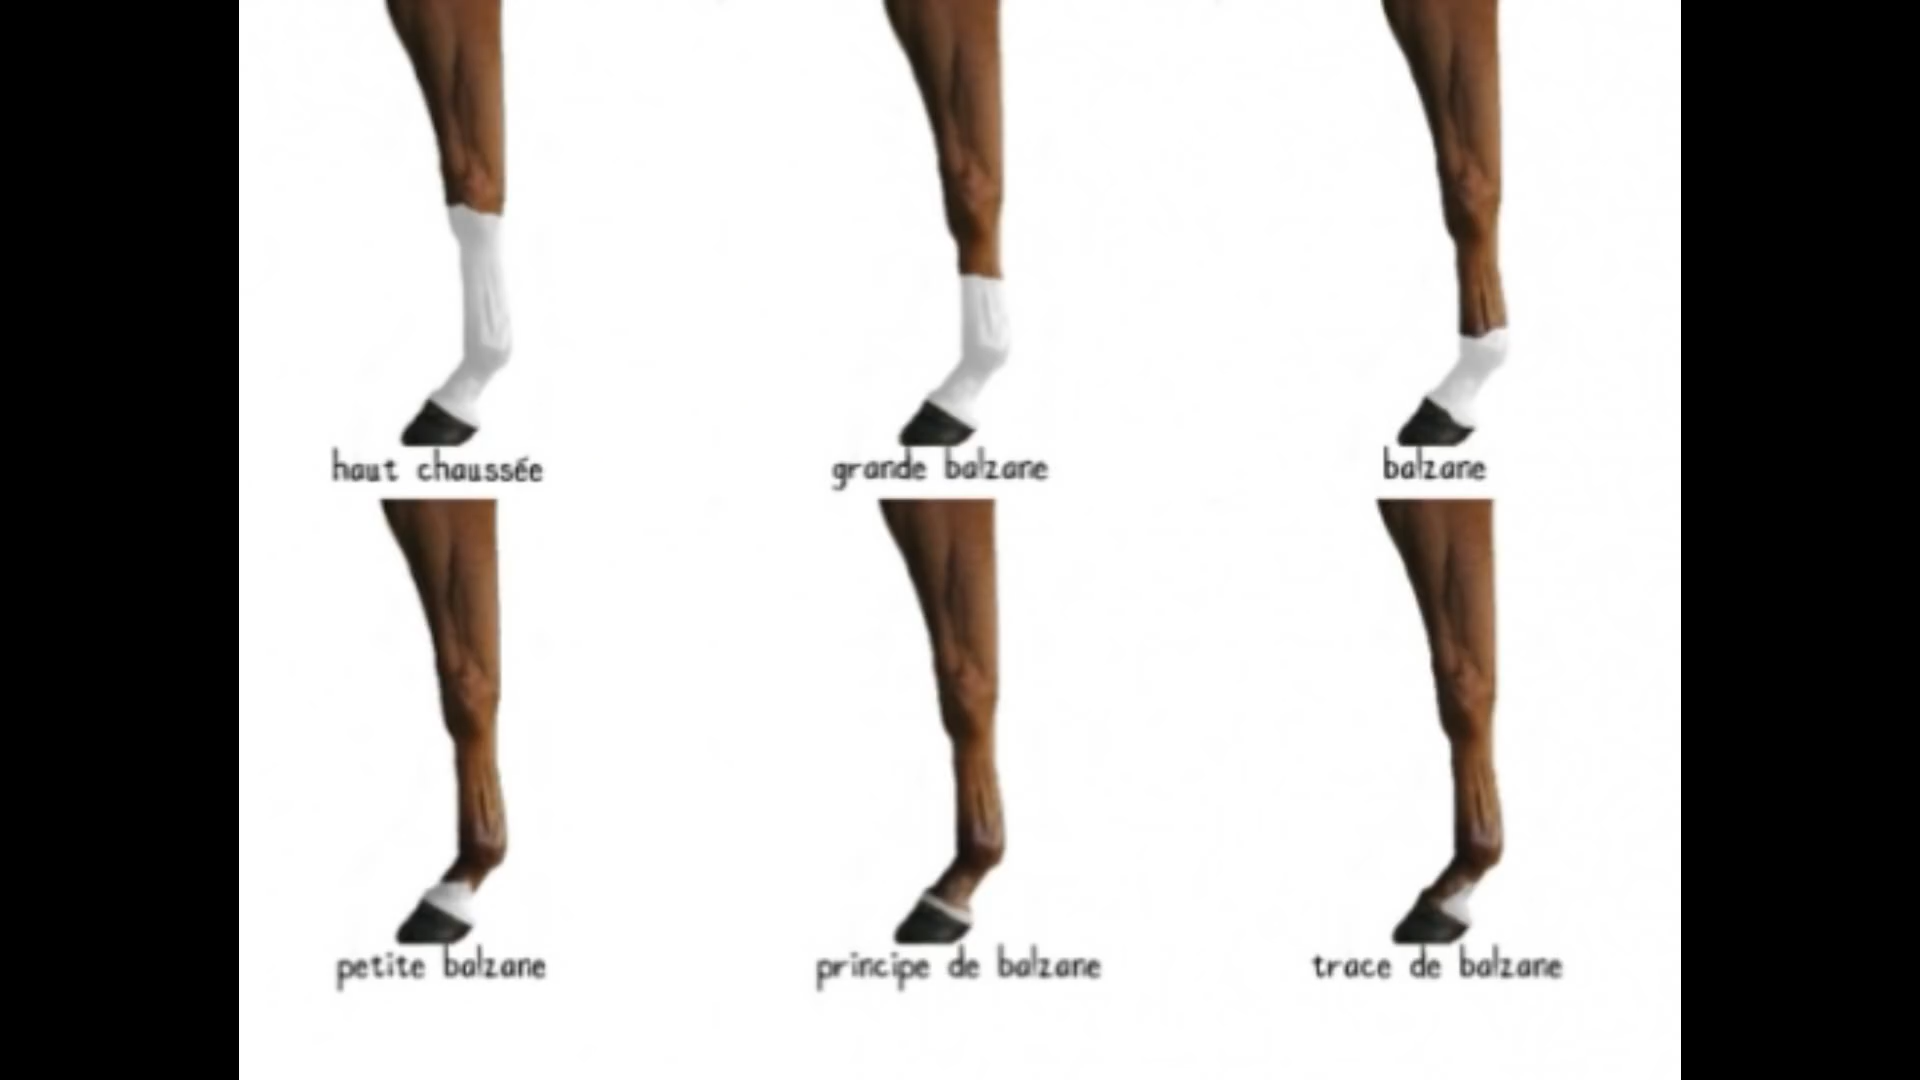 haut chaussée
grande balzane
balzane
petite balzane
principe de balzane
trace de balzane